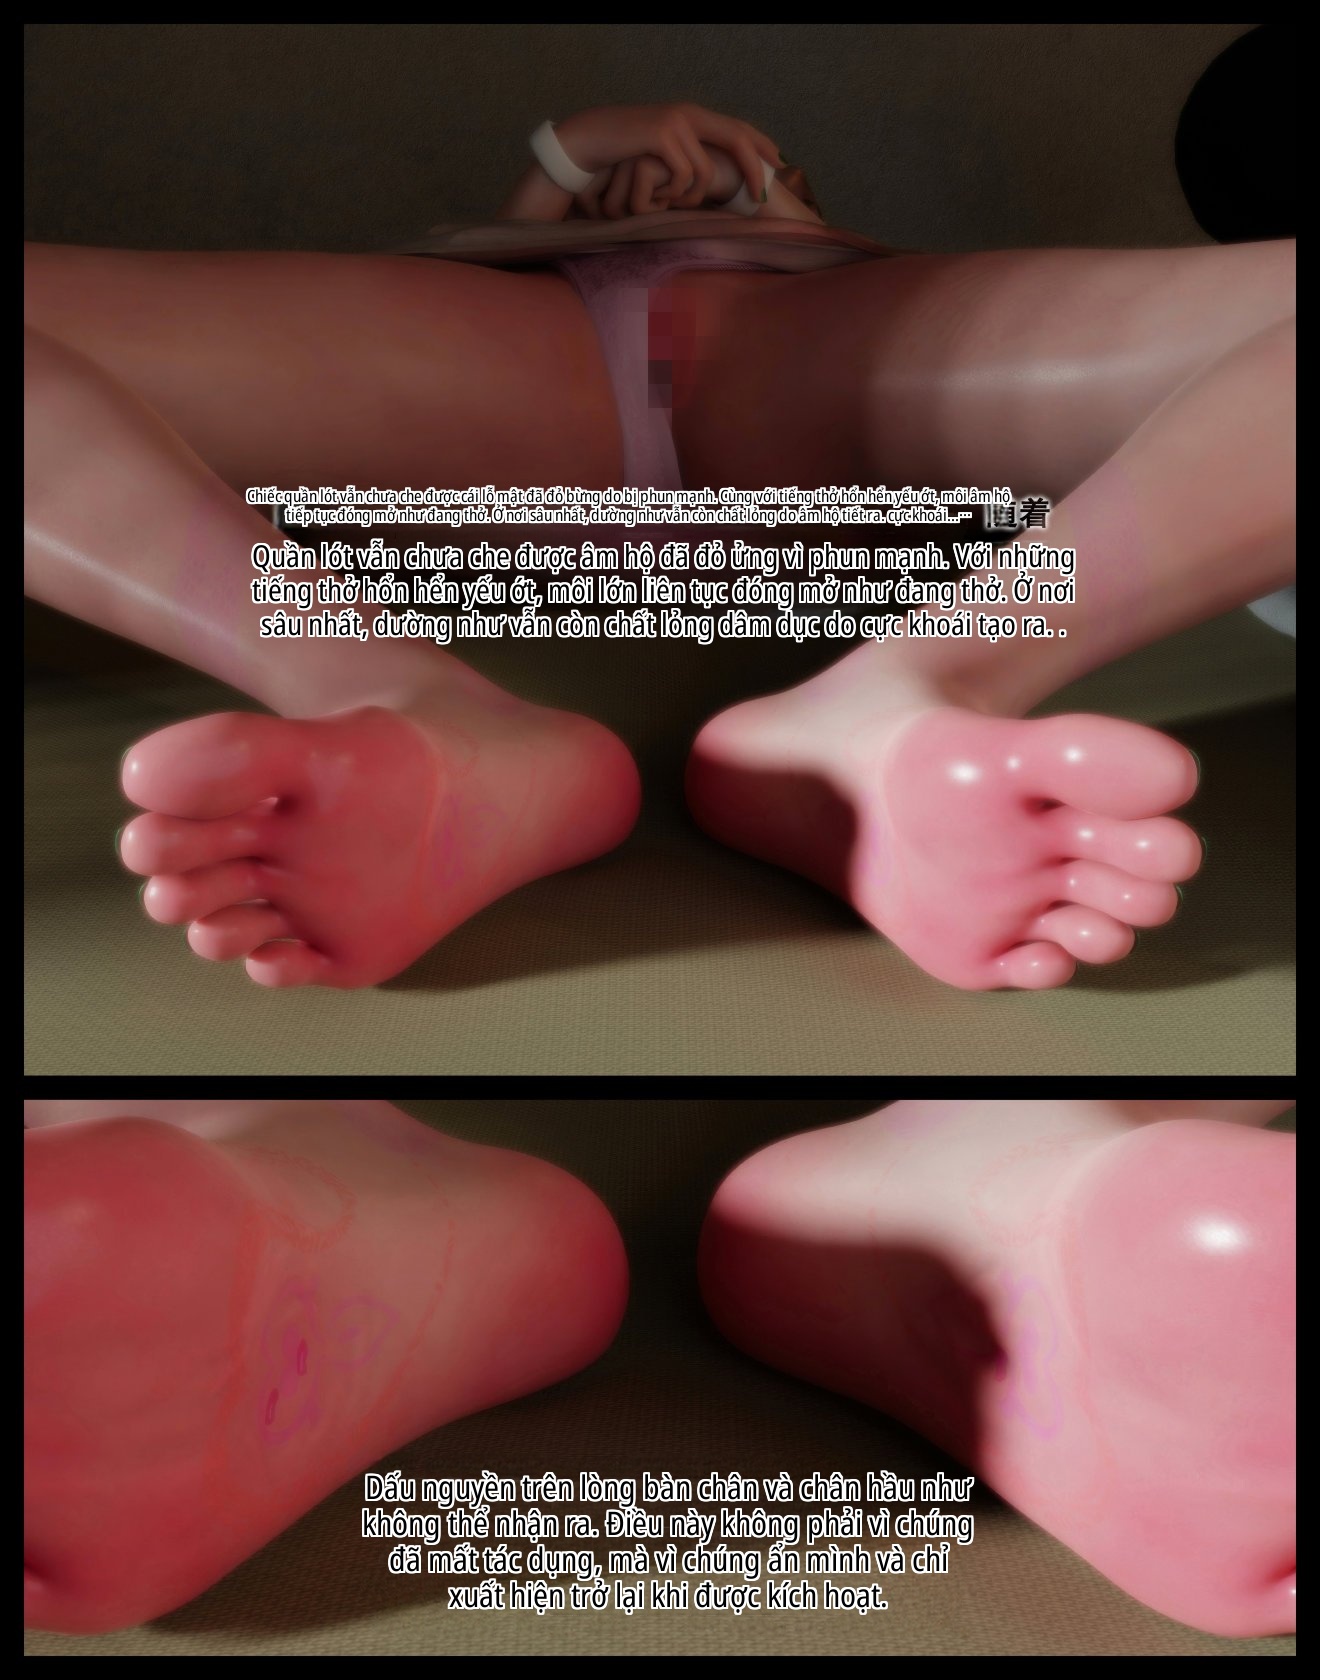 Chiếc quần lót vẫn chưa che được cái lỗ mật đã đỏ bừng do bị phun mạnh. Cùng với tiếng thở hổn hển yếu ớt, môi âm hộ
tiếp tục đóng mở như đang thở. Ở nơi sâu nhất, dường như vẫn còn chất lỏng do âm hộ tiết ra. cực khoái...…
随着
Quần lót vẫn chưa che được âm hộ đã đỏ ửng vì phun mạnh. Với những
tiếng thở hổn hển yếu ớt, môi lớn liên tục đóng mở như đang thở. Ở nơi
sâu nhất, dường như vẫn còn chất lỏng dâm dục do cực khoái tạo ra. .
Dấu nguyền trên lòng bàn chân và chân hầu như
không thể nhận ra. Điều này không phải vì chúng
đã mất tác dụng, mà vì chúng ẩn mình và chỉ
xuất hiện trở lại khi được kích hoạt.